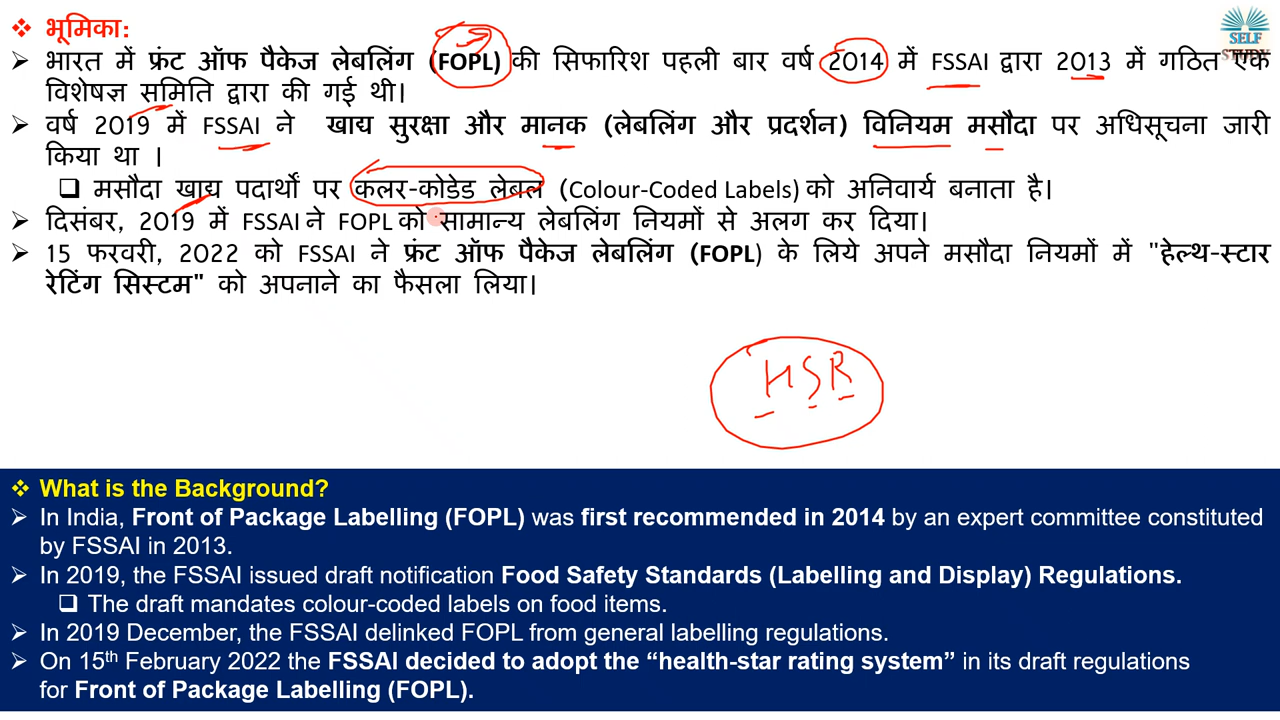 SELF
STUDY
❖ भूमिका:
➢ भारत में फ्रंट ऑफ पैकेज लेबलिंग (FOPL) की सिफारिश पहली बार वर्ष 2014 में FSSAI द्वारा 2013 में गठित एक
विशेषज्ञ समिति द्वारा की गई थी।
➢ वर्ष 2019 में FSSAI ने खाद्य सुरक्षा और मानक (लेबलिंग और प्रदर्शन) विनियम मसौदा पर अधिसूचना जारी
किया था ।
❑ मसौदा खाद्य पदार्थों पर कलर-कोडेड लेबल (Colour-Coded Labels) को अनिवार्य बनाता है।
➢ दिसंबर, 2019 में FSSAI ने FOPL को सामान्य लेबलिंग नियमों से अलग कर दिया।
➢ 15 फरवरी, 2022 को FSSAI ने फ्रंट ऑफ पैकेज लेबलिंग (FOPL) के लिये अपने मसौदा नियमों में "हेल्थ-स्टार
रेटिंग सिस्टम" को अपनाने का फैसला लिया।
HSR
❖ What is the Background?
➢ In India, Front of Package Labelling (FOPL) was first recommended in 2014 by an expert committee constituted
by FSSAI in 2013.
➢ In 2019, the FSSAI issued draft notification Food Safety Standards (Labelling and Display) Regulations.
❑ The draft mandates colour-coded labels on food items.
➢ In 2019 December, the FSSAI delinked FOPL from general labelling regulations.
➢ On 15th February 2022 the FSSAI decided to adopt the “health-star rating system” in its draft regulations
for Front of Package Labelling (FOPL).